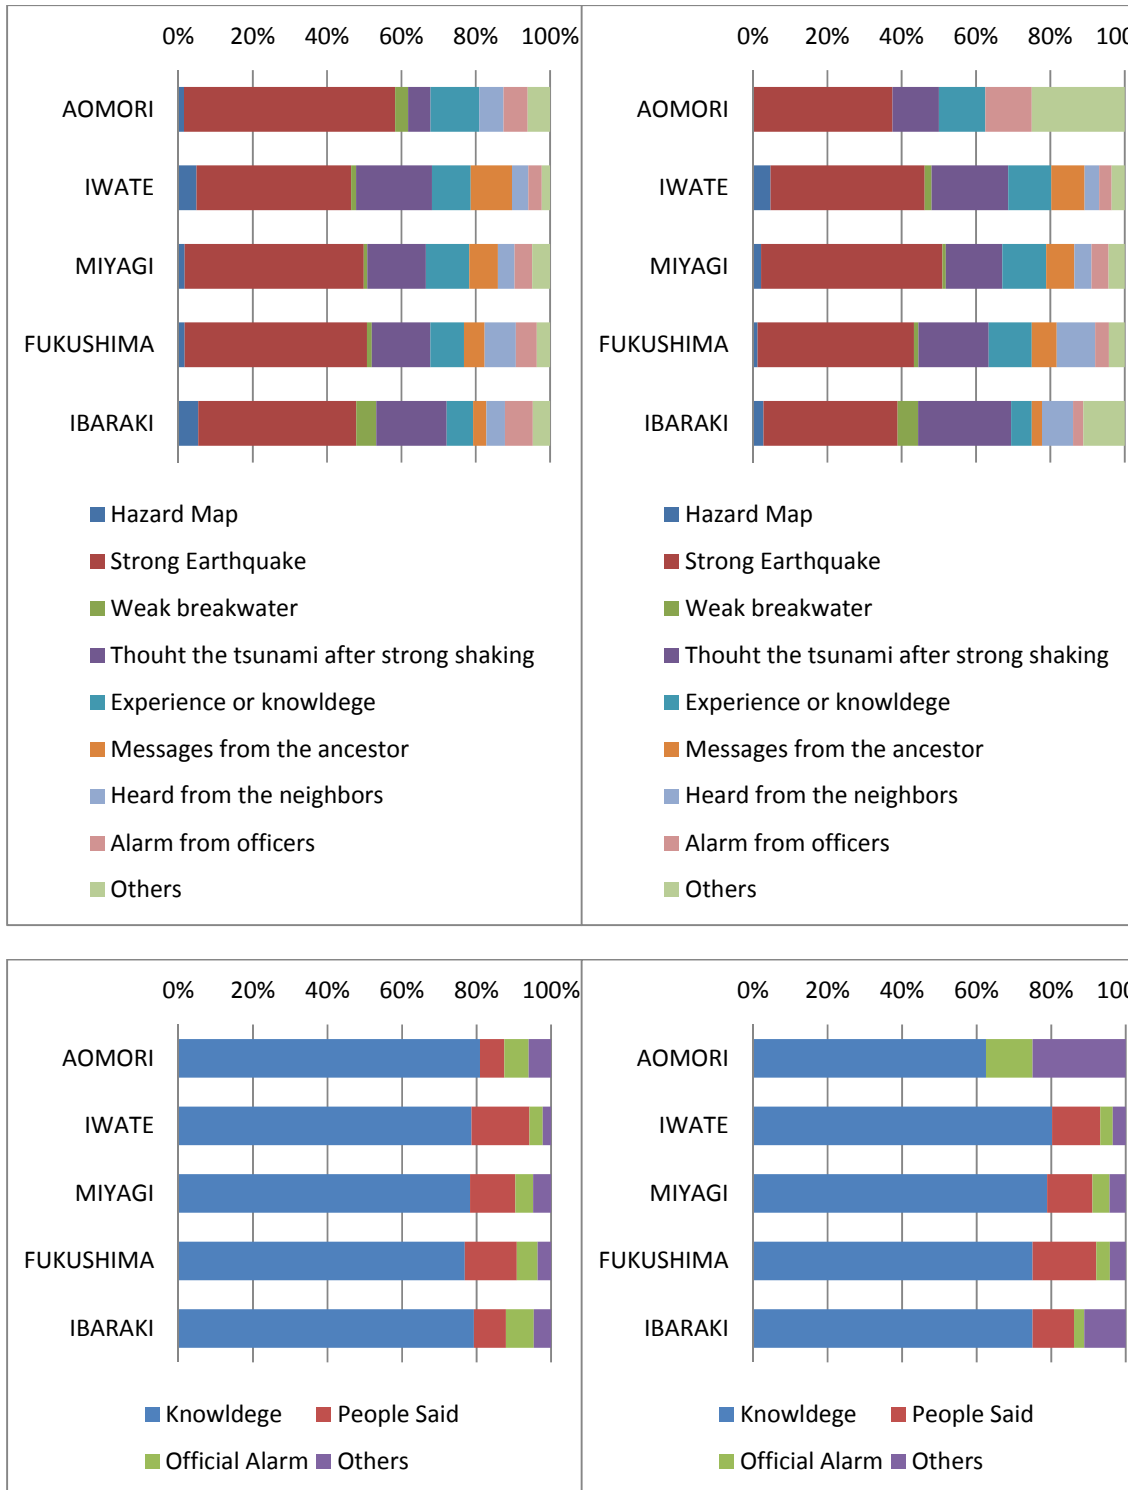 0% 20% 40% 60% 80% 100%
AOMORI
IWATE
MIYAGI
FUKUSHIMA
IBARAKI
Hazard Map
Strong Earthquake
Weak breakwater
Thouht the tsunami after strong shaking
Experience or knowldege
Messages from the ancestor
Heard from the neighbors
Alarm from officers
Others
0% 20% 40% 60% 80% 100
AOMORI
IWATE
MIYAGI
FUKUSHIMA
IBARAKI
Hazard Map
Strong Earthquake
Weak breakwater
Thouht the tsunami after strong shaking
Experience or knowldege
Messages from the ancestor
Heard from the neighbors
Alarm from officers
Others
0% 20% 40% 60% 80% 100%
AOMORI
IWATE
MIYAGI
FUKUSHIMA
IBARAKI
Knowldege People Said
Official Alarm Others
0% 20% 40% 60% 80% 100
AOMORI
IWATE
MIYAGI
FUKUSHIMA
IBARAKI
Knowldege People Said
Official Alarm Others